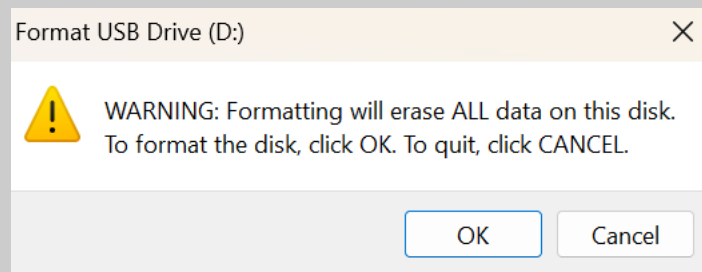 Format USB Drive (D:)
WARNING: Formatting will erase ALL data on this disk.
To format the disk, click OK. To quit, click CANCEL.
OK
Cancel